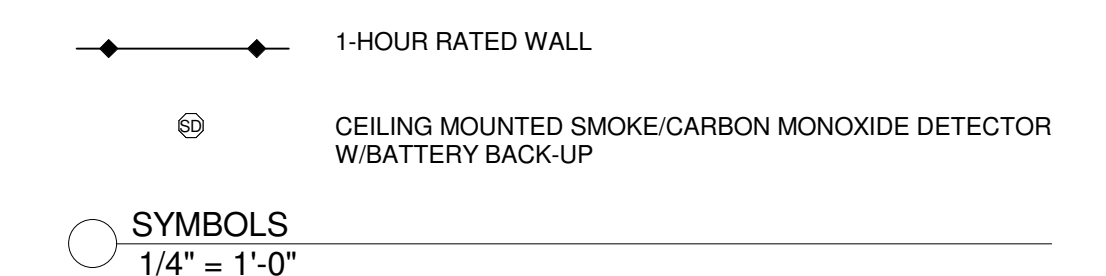 1-HOUR RATED WALL
SD
CEILING MOUNTED SMOKE/CARBON MONOXIDE DETECTOR
W/BATTERY BACK-UP
SYMBOLS
1/4" = 1'-0"